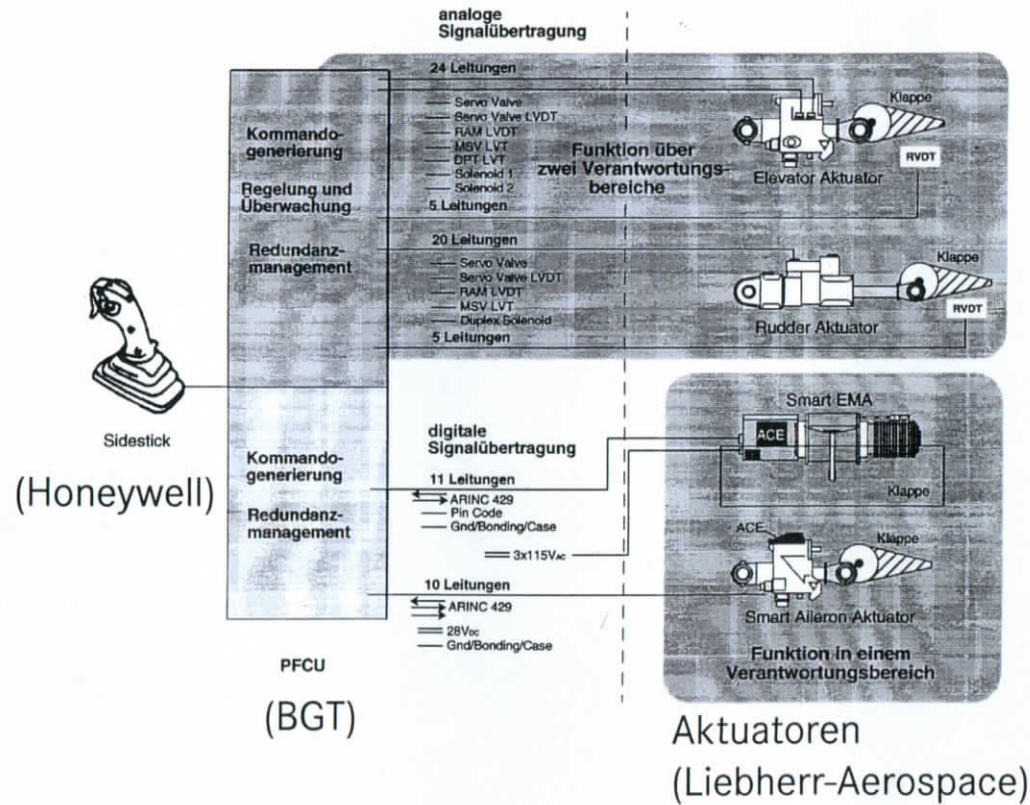 analoge
Signalübertragung
24 Leitungen
Servo Valve
Servo Valve LVDT
RAM LVDT
MSV LVT
DPT LVT
Solenoid 1
Solenoid 2
5 Leitungen
Kommando-
generierung
Regelung und
Überwachung
Redundanz-
management
Funktion über
zwei Verantwortungs-
bereiche
Klappe
RVDT
Elevator Aktuator
20 Leitungen
Servo Valve
Servo Valve LVDT
RAM LVDT
MSV LVT
Duplex Solenoid
5 Leitungen
Klappe
RVDT
Rudder Aktuator
Sidestick
(Honeywell)
Kommando-
generierung
Redundanz-
management
digitale
Signalübertragung
11 Leitungen
ARINC 429
Pin Code
Gnd/Bonding/Case
3x115VAC
10 Leitungen
ARINC 429
28VDC
Gnd/Bonding/Case
Smart EMA
ACE
Klappe
ACE
Klappe
Smart Aileron Aktuator
Funktion in einem
Verantwortungsbereich
PFCU
(BGT)
Aktuatoren
(Liebherr-Aerospace)